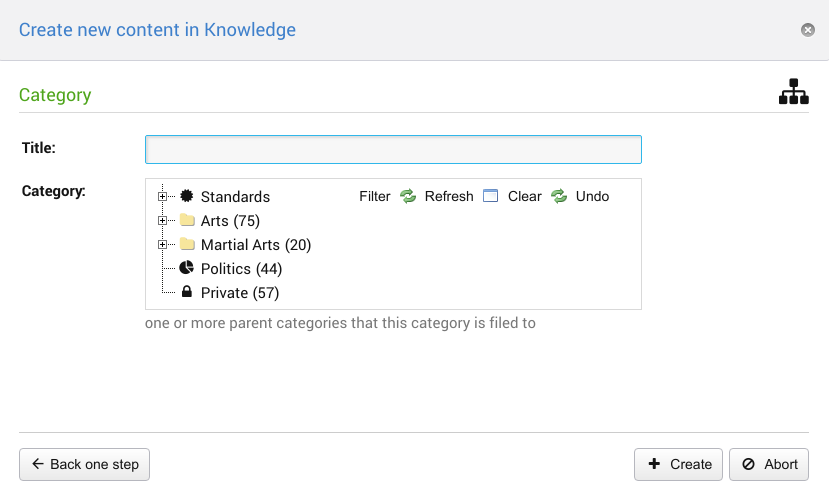 Create new content in Knowledge
Category
Title:
Category:
Standards Filter Refresh Clear Undo
Arts (75)
Martial Arts (20)
Politics (44)
Private (57)
one or more parent categories that this category is filed to
Back one step Create Abort